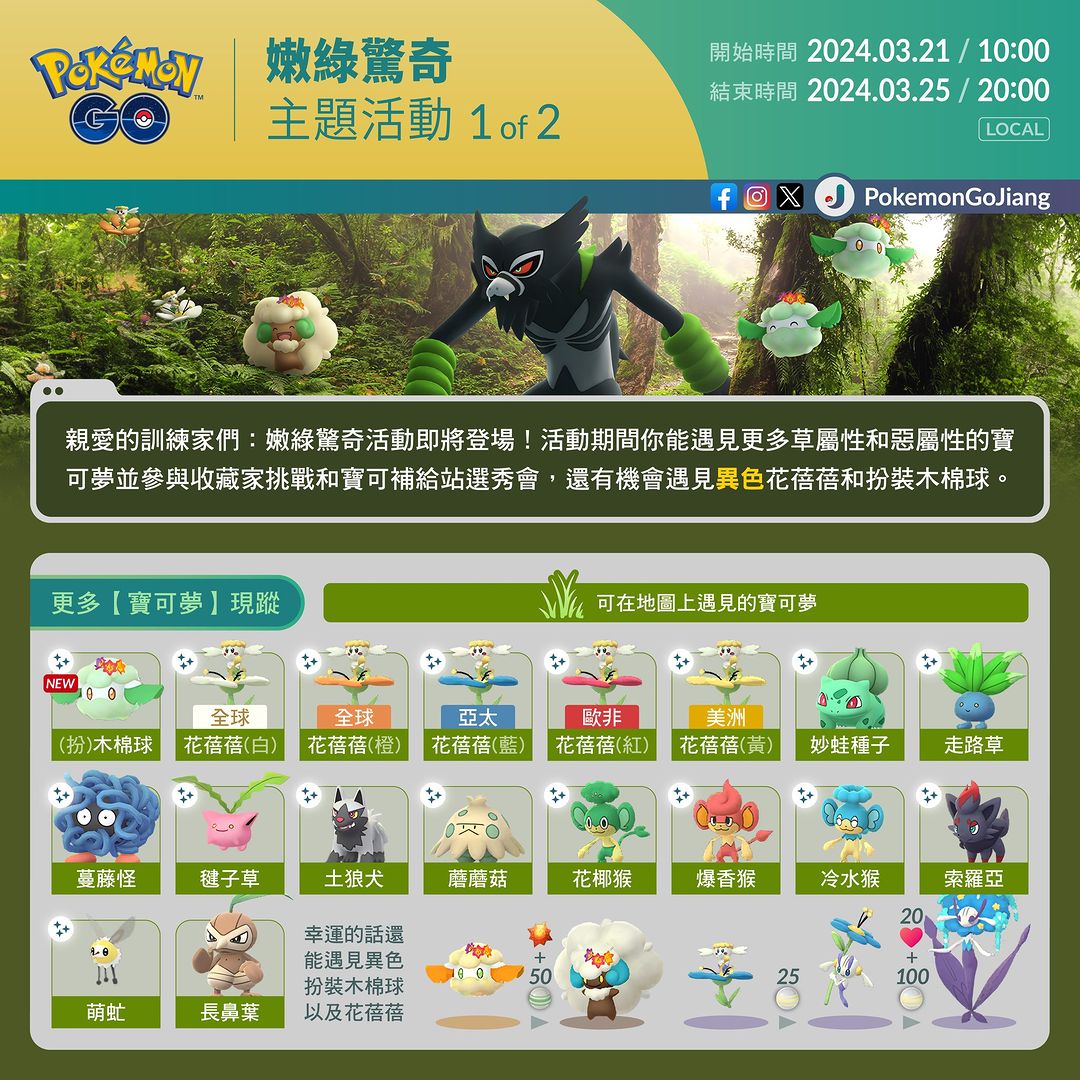 POKÉMON GO
嫩綠驚奇
主題活動 1 of 2
開始時間 2024.03.21 / 10:00
結束時間 2024.03.25 / 20:00
LOCAL
PokemonGoJiang
親愛的訓練家們：嫩綠驚奇活動即將登場！活動期間你能遇見更多草屬性和惡屬性的寶
可夢並參與收藏家挑戰和寶可補給站選秀會，還有機會遇見異色花蓓蓓和扮裝木棉球。
更多【寶可夢】現蹤
可在地圖上遇見的寶可夢
NEW
全球
全球
亞太
歐非
美洲
(扮)木棉球
花蓓蓓(白)
花蓓蓓(橙)
花蓓蓓(藍)
花蓓蓓(紅)
花蓓蓓(黃)
妙蛙種子
走路草
蔓藤怪
毽子草
土狼犬
蘑蘑菇
花椰猴
爆香猴
冷水猴
索羅亞
萌虻
長鼻葉
幸運的話還
能遇見異色
扮裝木棉球
以及花蓓蓓
+
50
25
20
+
100